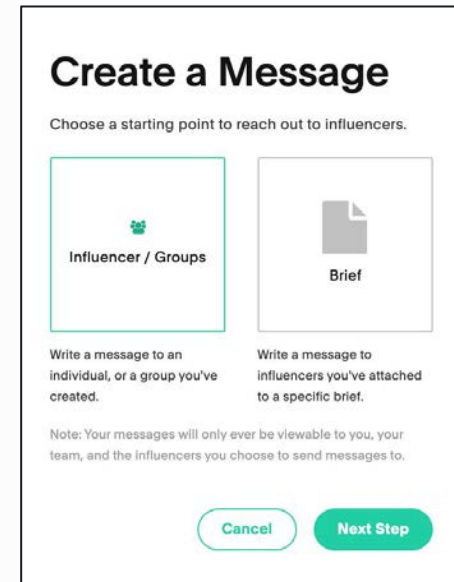 Create a Message
Choose a starting point to reach out to influencers.
Influencer / Groups
Brief
Write a message to an
individual, or a group you've
created.
Write a message to
influencers you've attached
to a specific brief.
Note: Your messages will only ever be viewable to you, your
team, and the influencers you choose to send messages to.
Cancel
Next Step